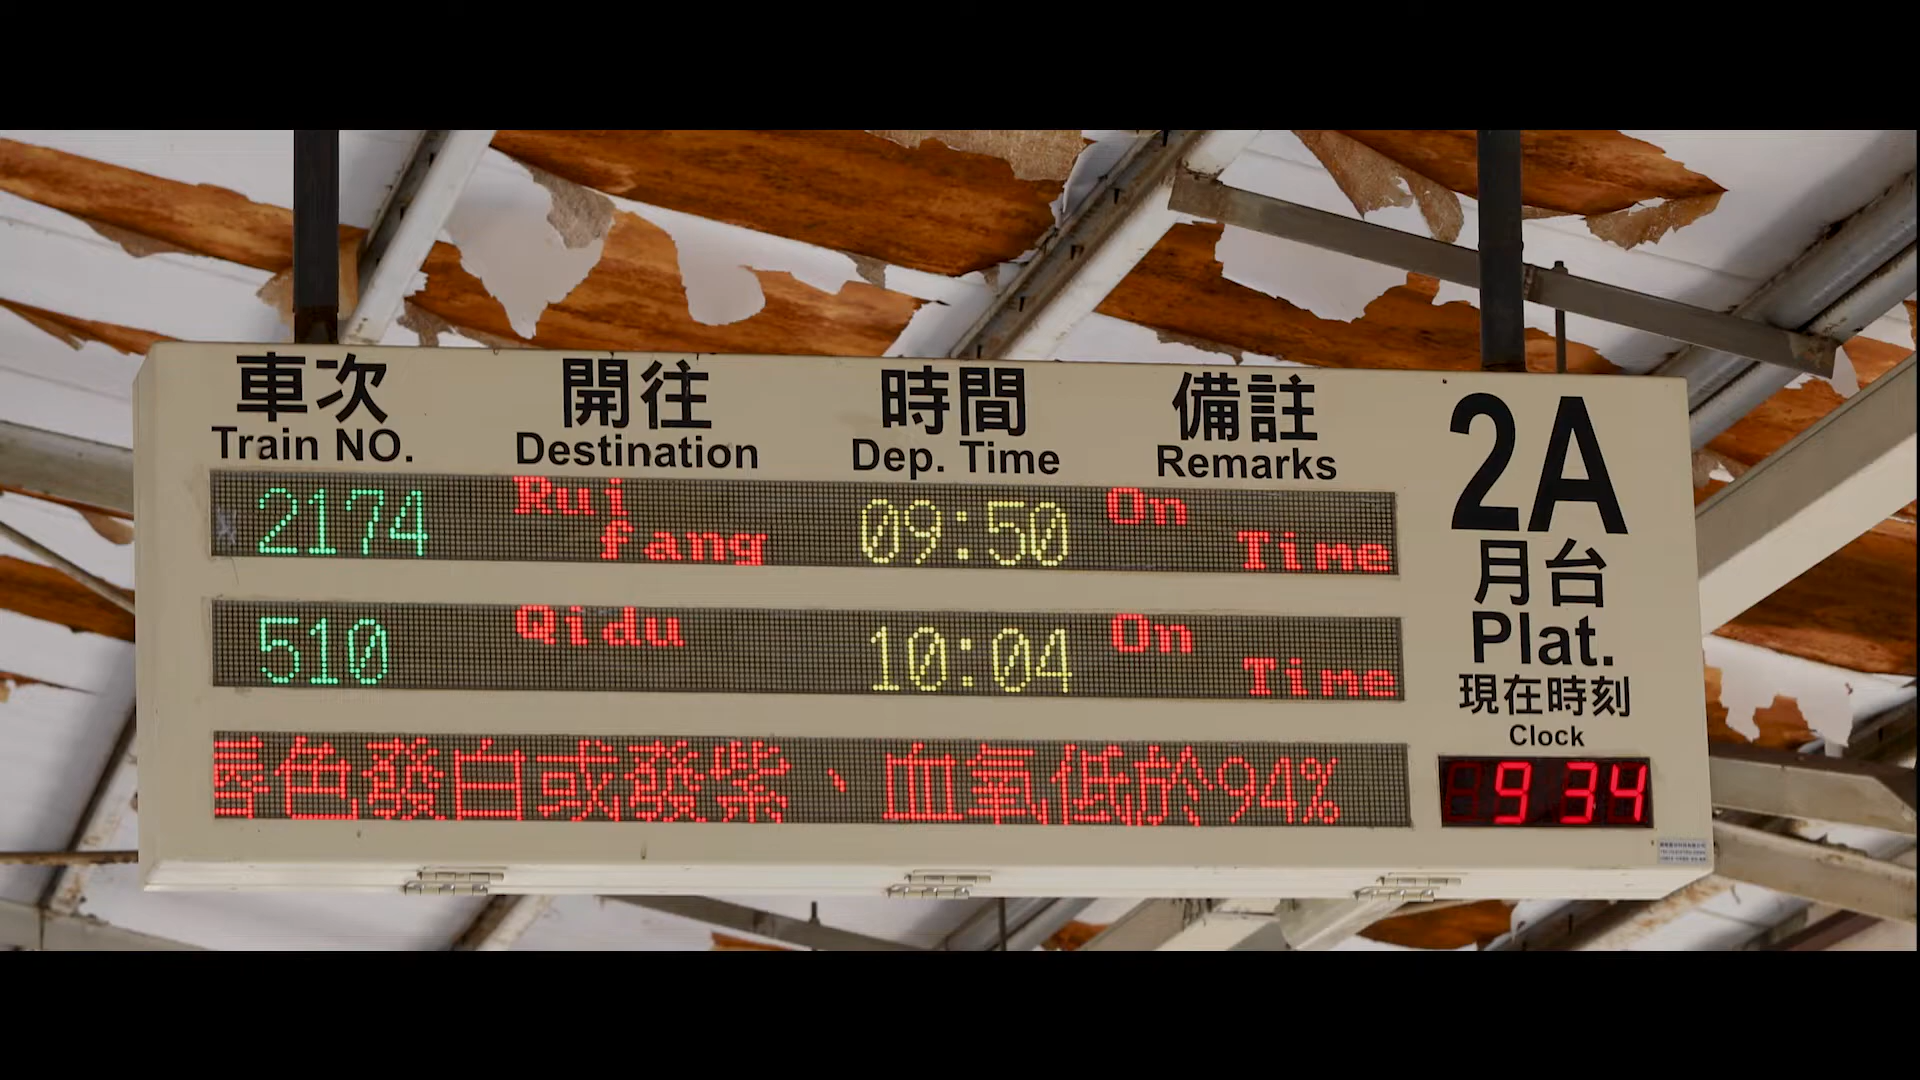 車次 開往 時間 備註
Train NO. Destination Dep. Time Remarks
2174 Rui fang 09:50 On Time
510 Qidu 10:04 On Time
唇色發白或發紫、血氧低於94%
2A
月台
Plat.
現在時刻
Clock
9 34